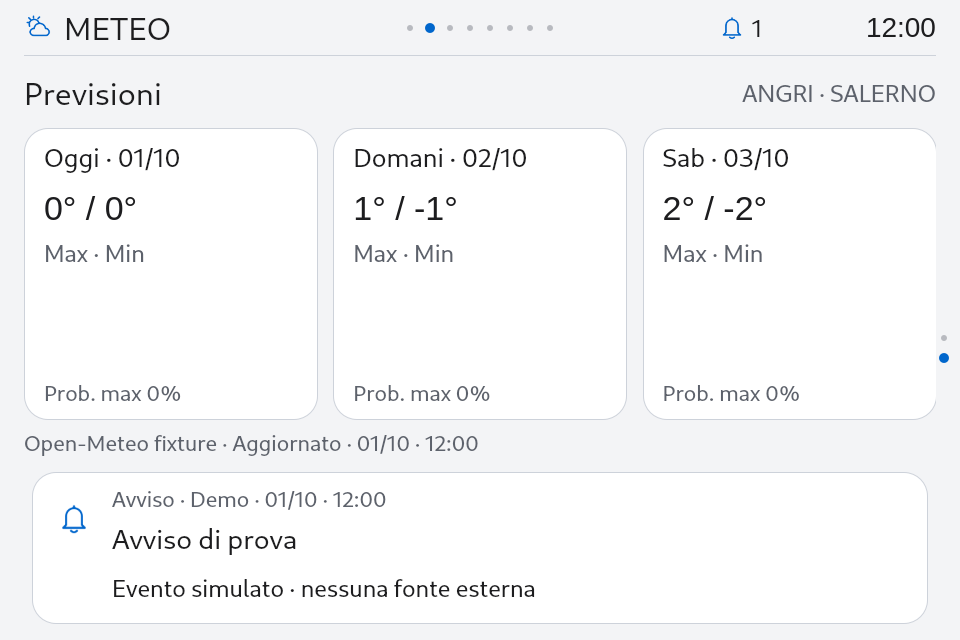 METEO
1
12:00
Previsioni
ANGRI · SALERNO
Oggi · 01/10
0° / 0°
Max · Min
Prob. max 0%
Domani · 02/10
1° / -1°
Max · Min
Prob. max 0%
Sab · 03/10
2° / -2°
Max · Min
Prob. max 0%
Open-Meteo fixture · Aggiornato · 01/10 · 12:00
Avviso · Demo · 01/10 · 12:00
Avviso di prova
Evento simulato · nessuna fonte esterna